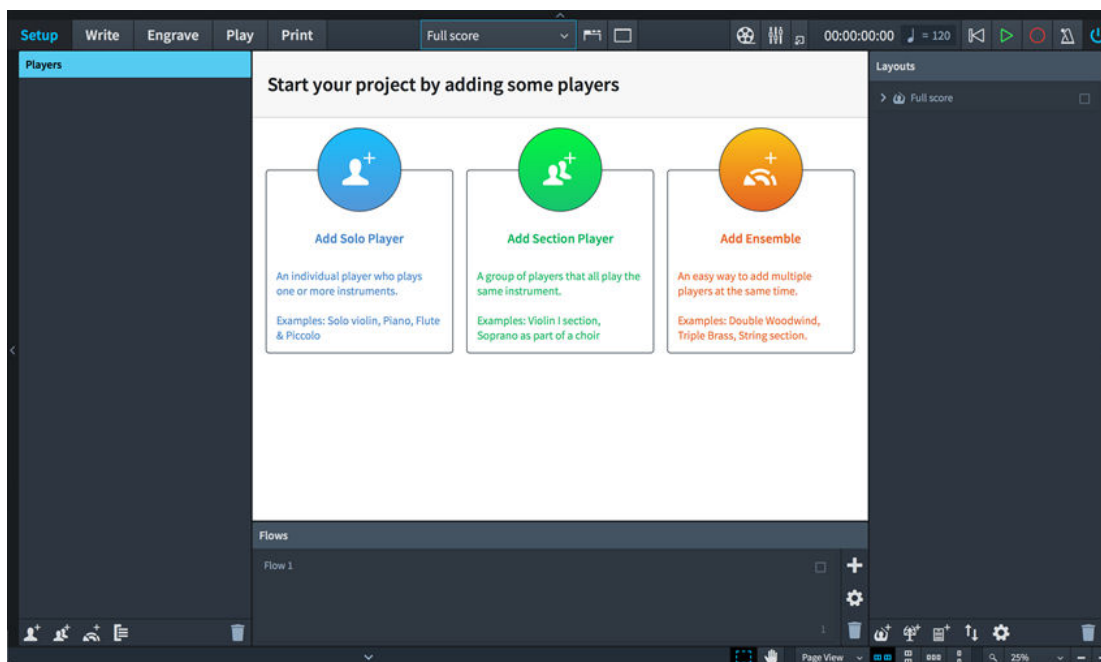 Setup Write Engrave Play Print Full score 00:00:00:00 = 120
Players
Layouts
Full score
Start your project by adding some players
Add Solo Player
An individual player who plays
one or more instruments.
Examples: Solo violin, Piano, Flute
& Piccolo
Add Section Player
A group of players that all play the
same instrument.
Examples: Violin I section,
Soprano as part of a choir
Add Ensemble
An easy way to add multiple
players at the same time.
Examples: Double Woodwind,
Triple Brass, String section.
Flows
Flow 1
1
Page View 25%